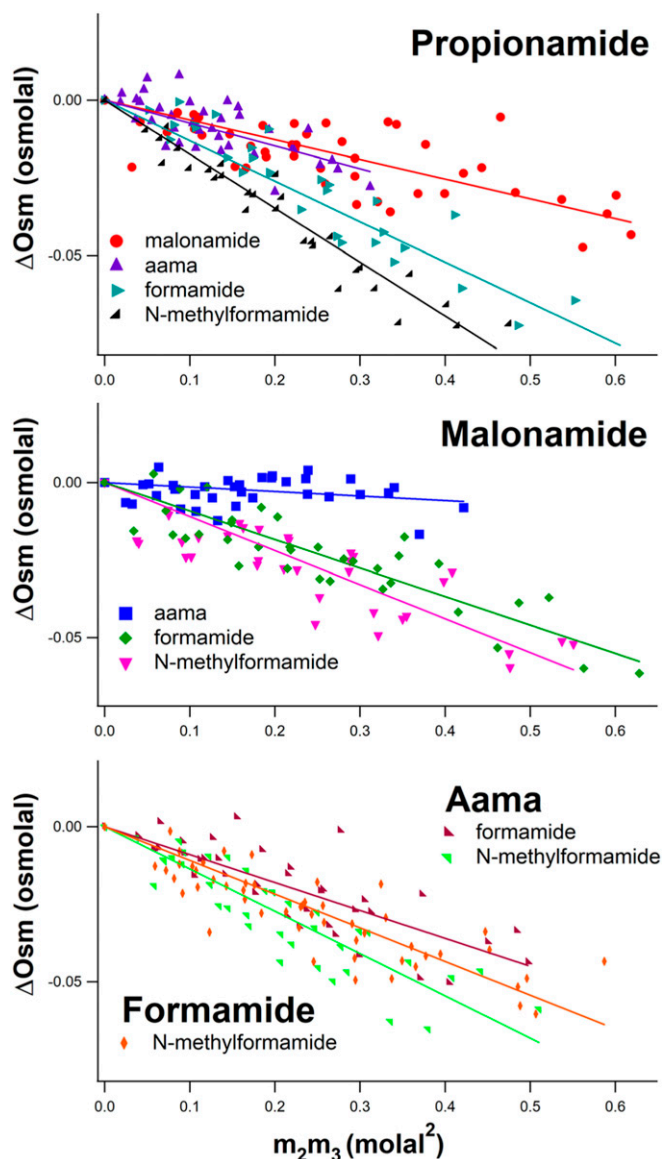 Propionamide
ΔOsm (osmolal)
0.00
-0.05
malonamide
aama
formamide
N-methylformamide
0.0 0.1 0.2 0.3 0.4 0.5 0.6
Malonamide
ΔOsm (osmolal)
0.00
-0.05
aama
formamide
N-methylformamide
0.0 0.1 0.2 0.3 0.4 0.5 0.6
Aama
formamide
N-methylformamide
ΔOsm (osmolal)
0.00
-0.05
Formamide
N-methylformamide
0.0 0.1 0.2 0.3 0.4 0.5 0.6
m₂m₃ (molal²)